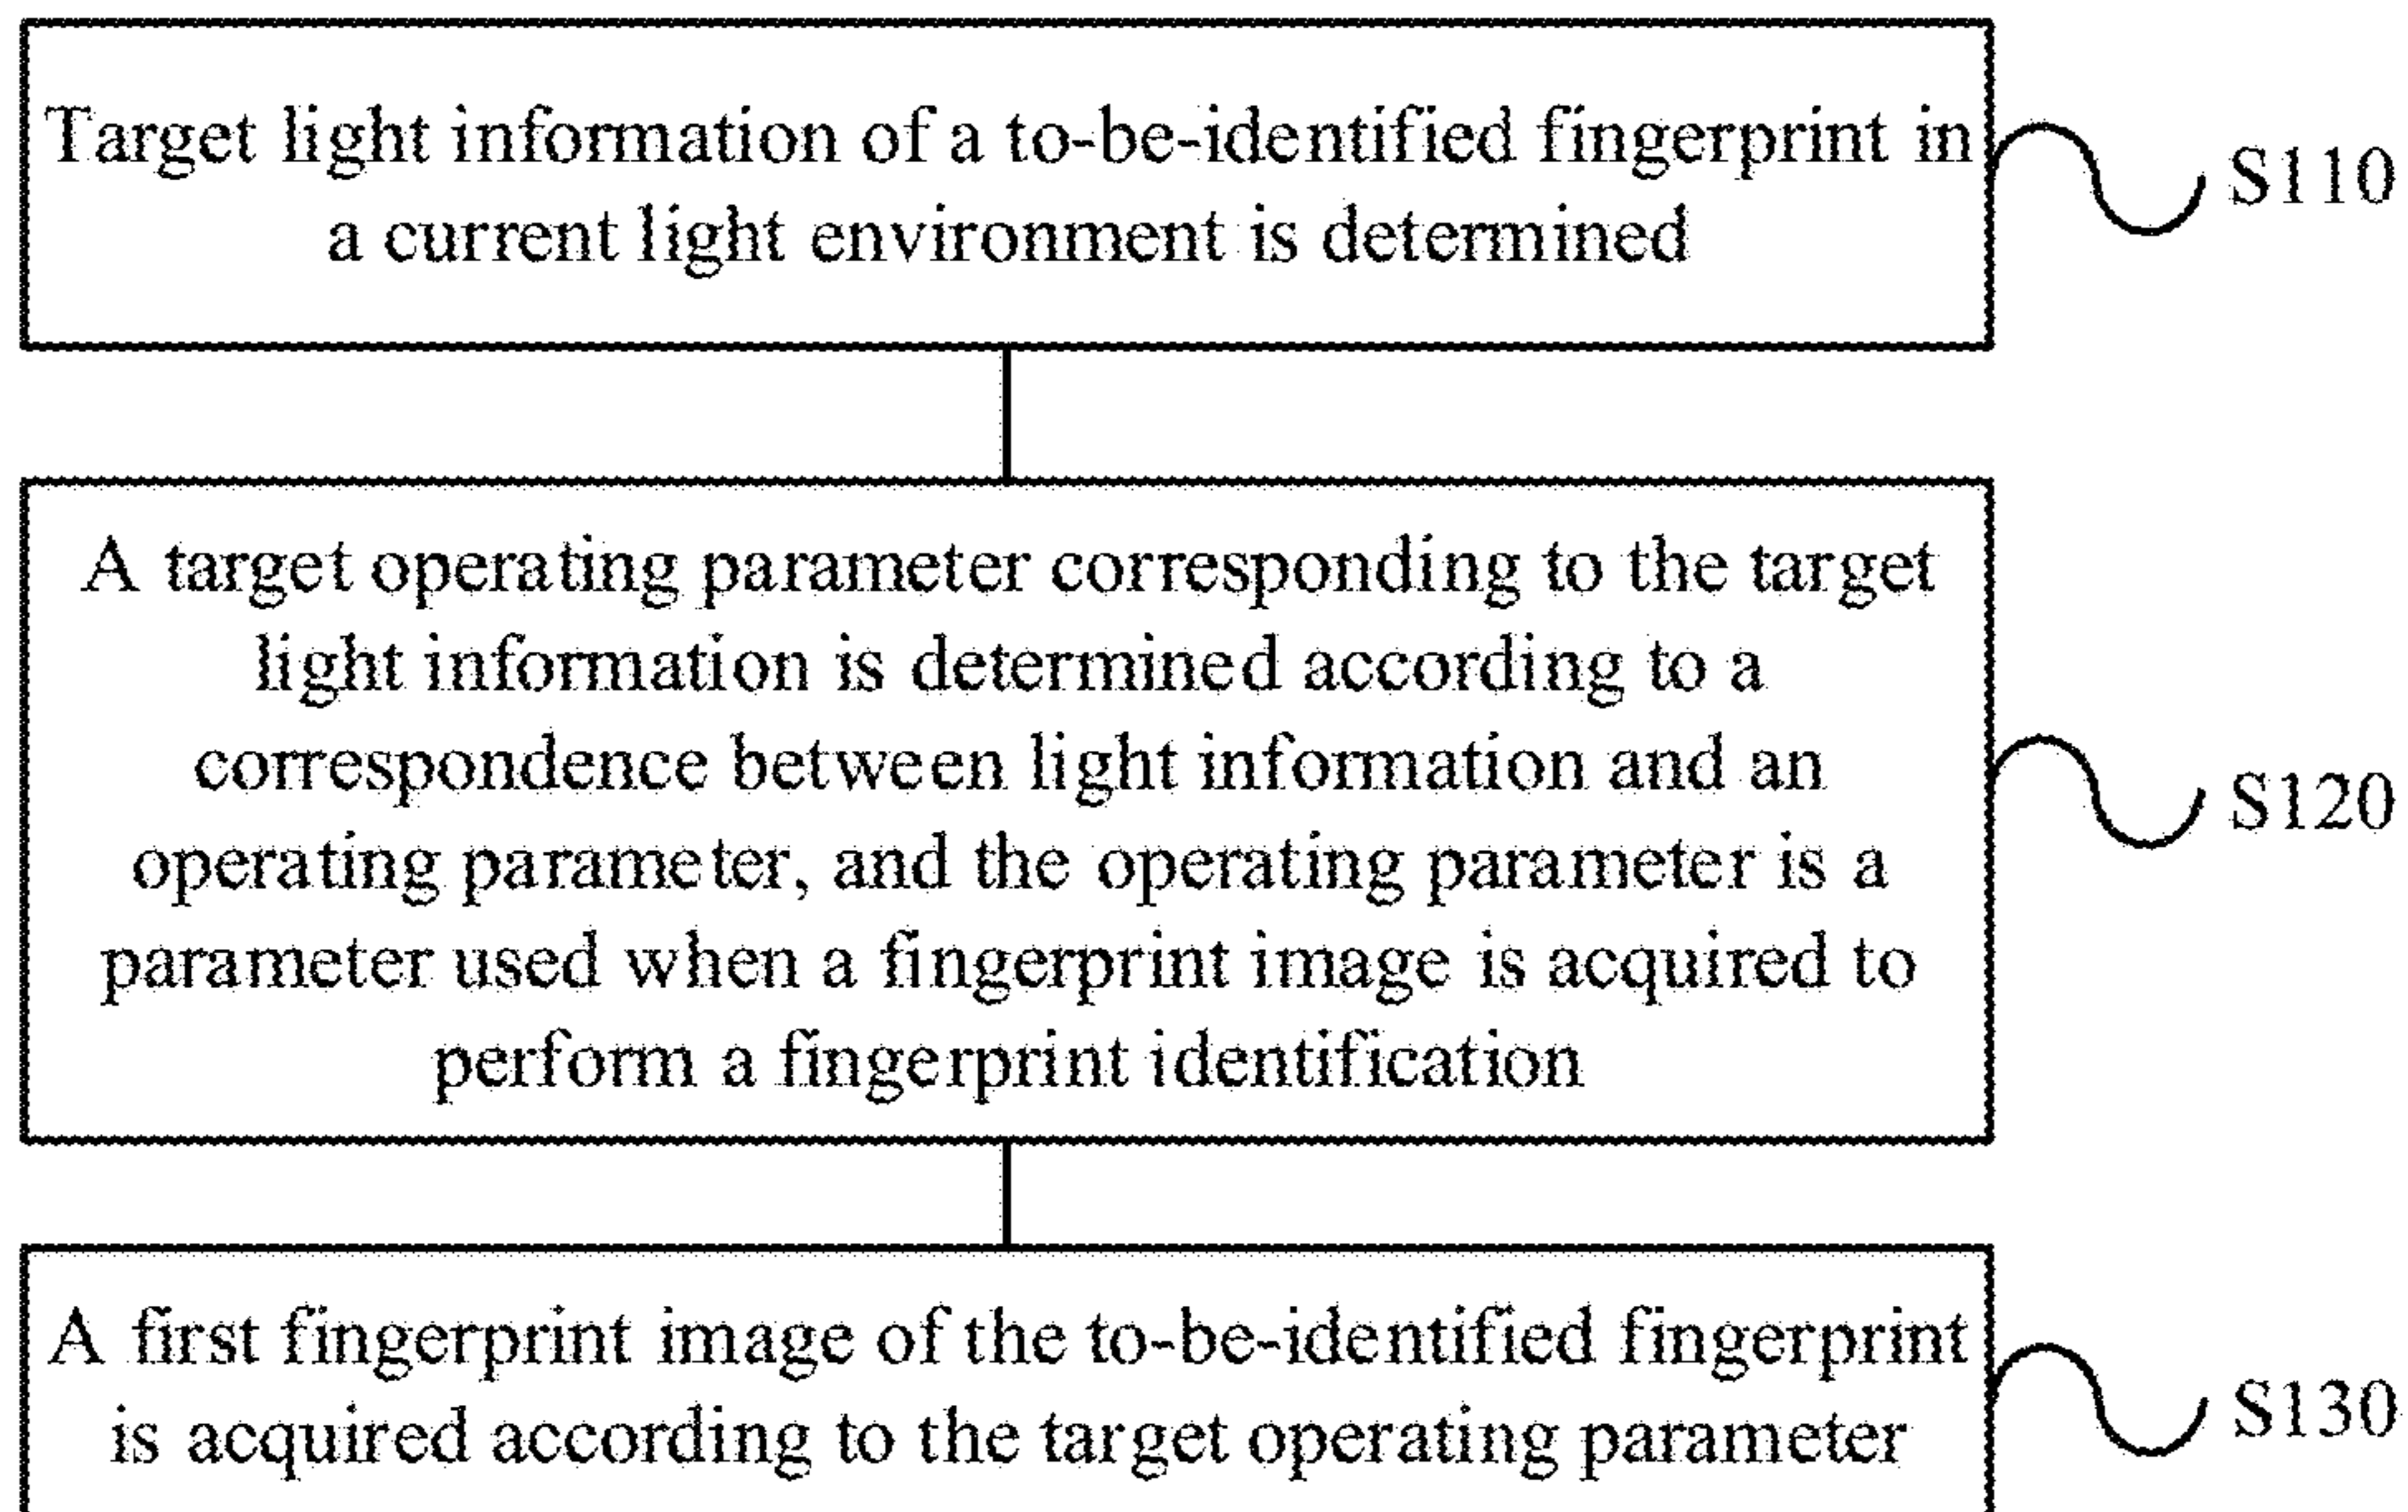 Target light information of a to-be-identified fingerprint in
a current light environment is determined
S110
A target operating parameter corresponding to the target
light information is determined according to a
correspondence between light information and an
operating parameter, and the operating parameter is a
parameter used when a fingerprint image is acquired to
perform a fingerprint identification
S120
A first fingerprint image of the to-be-identified fingerprint
is acquired according to the target operating parameter
S130